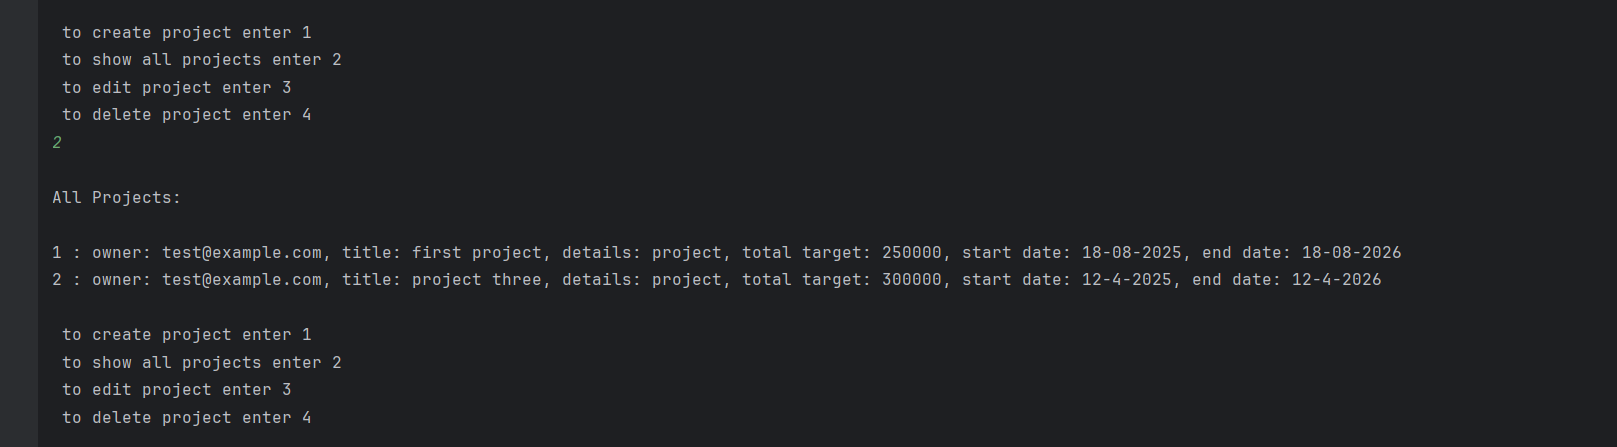 to create project enter 1
to show all projects enter 2
to edit project enter 3
to delete project enter 4
2
All Projects:
1 : owner: test@example.com, title: first project, details: project, total target: 250000, start date: 18-08-2025, end date: 18-08-2026
2 : owner: test@example.com, title: project three, details: project, total target: 300000, start date: 12-4-2025, end date: 12-4-2026
to create project enter 1
to show all projects enter 2
to edit project enter 3
to delete project enter 4